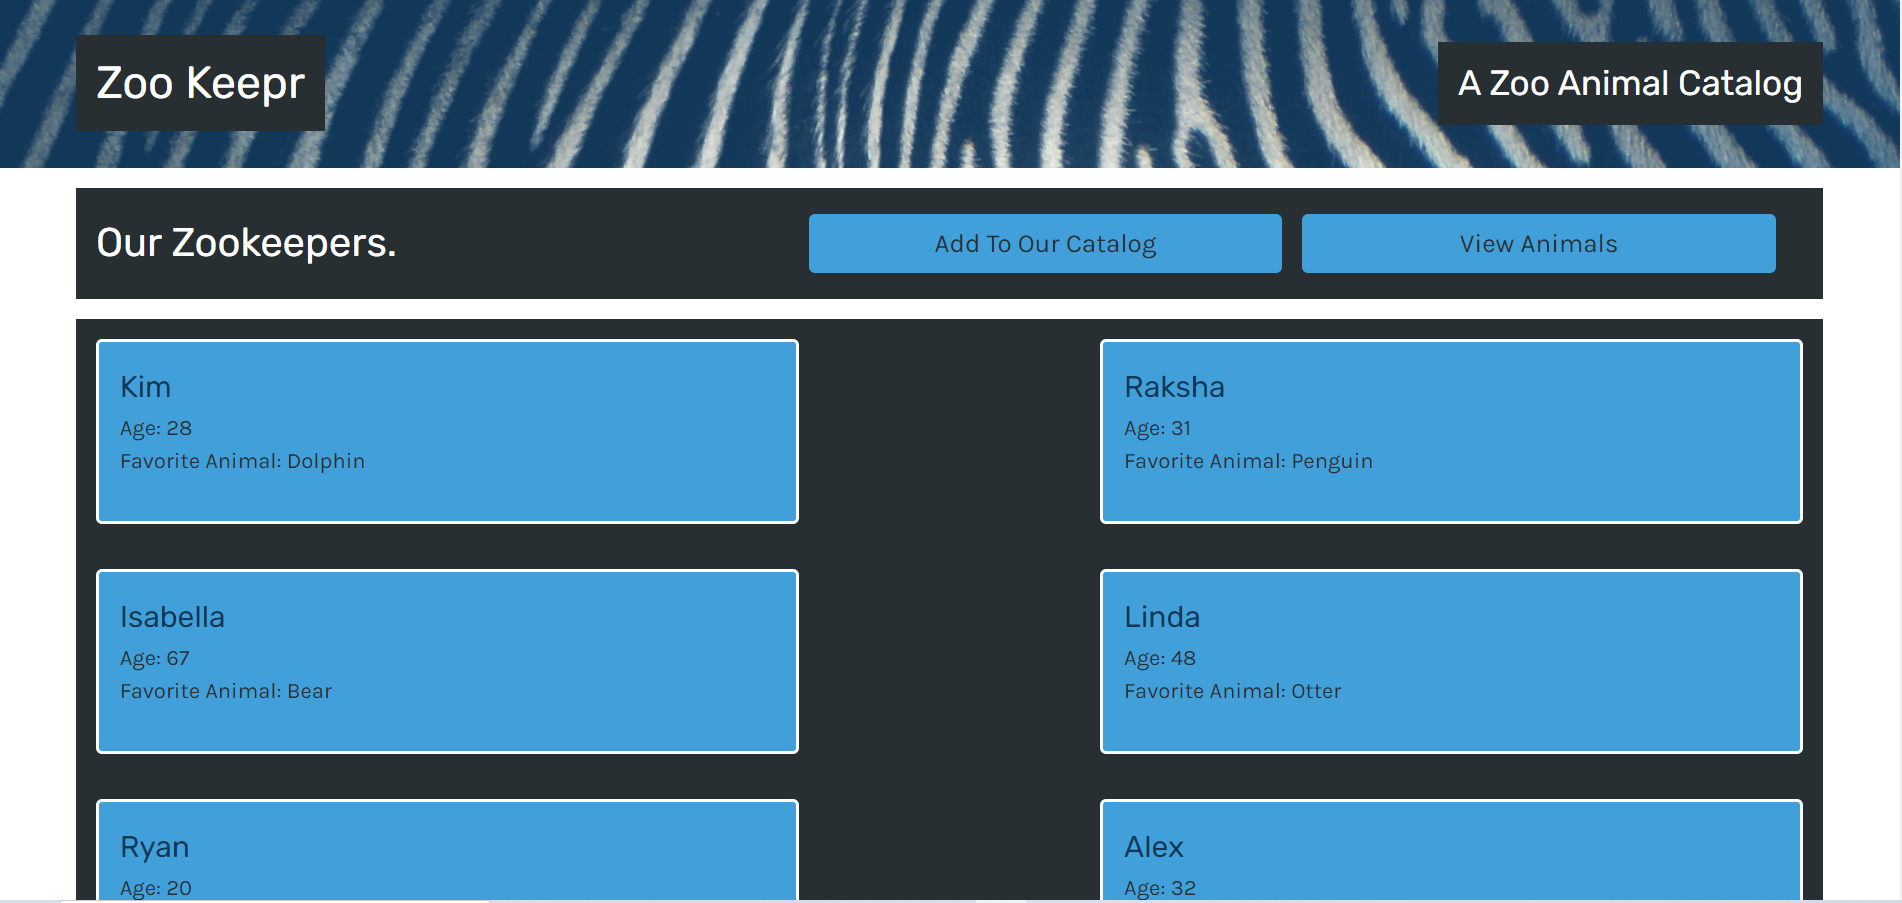 Zoo Keepr
A Zoo Animal Catalog
Our Zookeepers.
Add To Our Catalog
View Animals
Kim
Age: 28
Favorite Animal: Dolphin
Raksha
Age: 31
Favorite Animal: Penguin
Isabella
Age: 67
Favorite Animal: Bear
Linda
Age: 48
Favorite Animal: Otter
Ryan
Age: 20
Alex
Age: 32